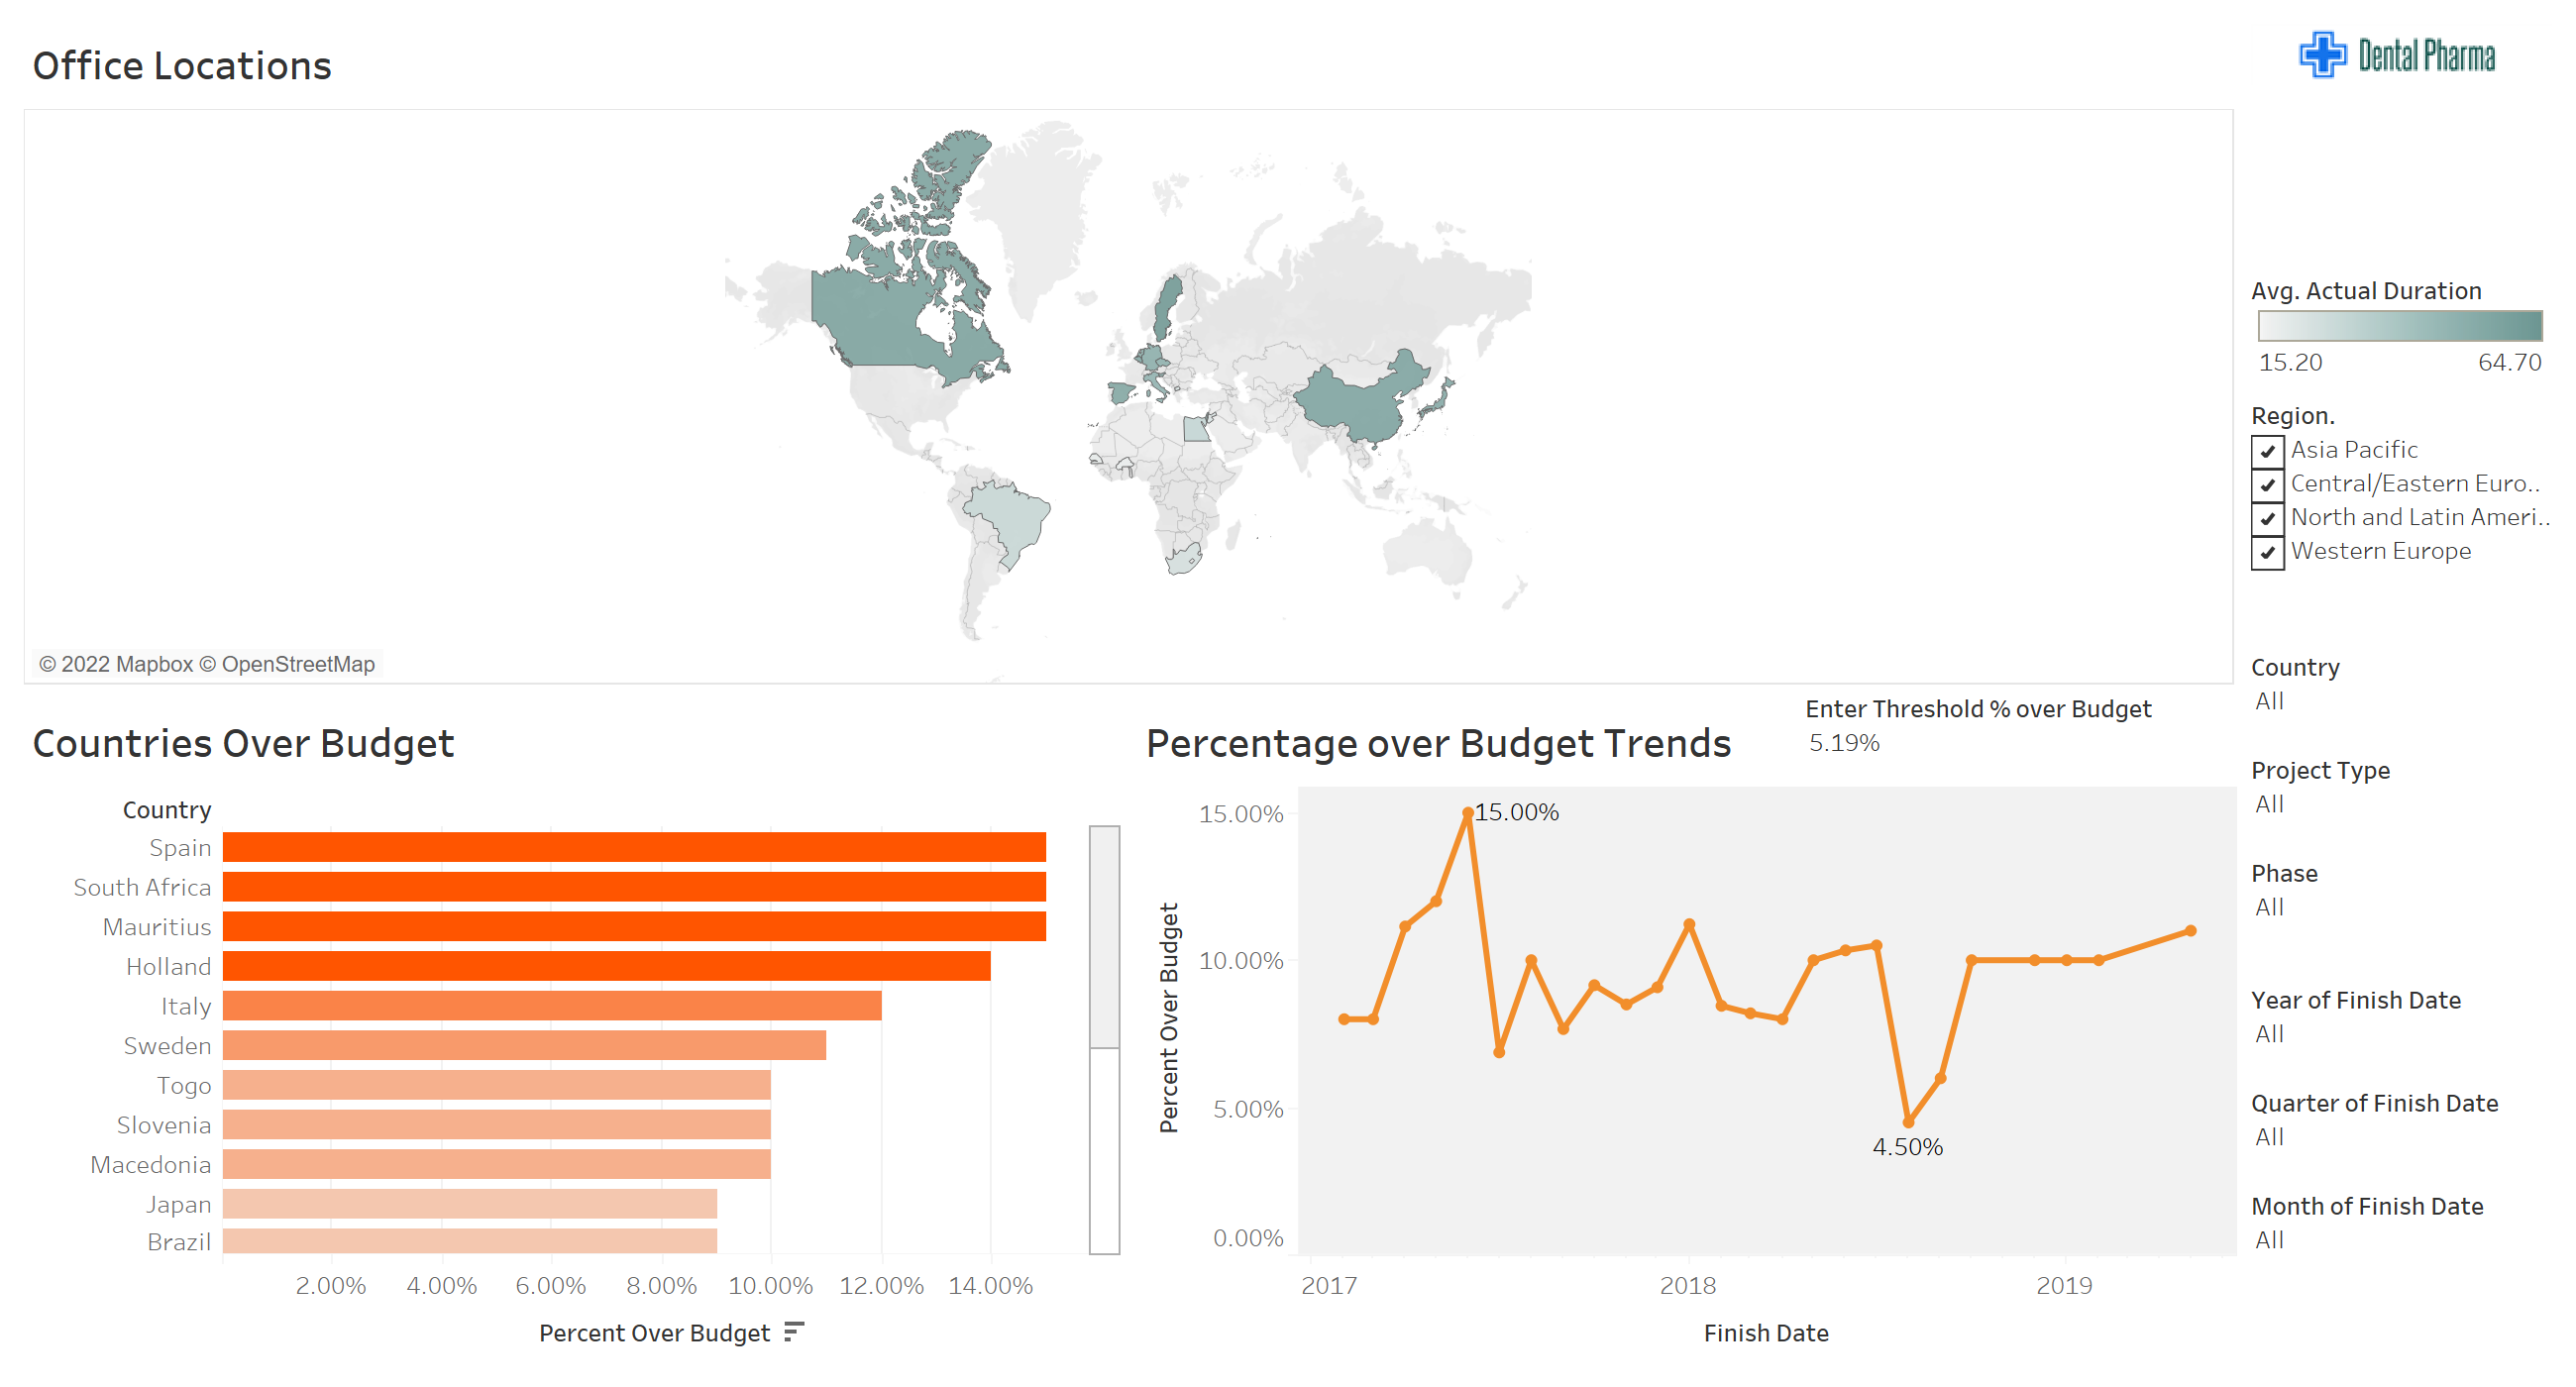 Office Locations
Dental Pharma
© 2022 Mapbox © OpenStreetMap
Avg. Actual Duration
15.20 64.70
Region.
Asia Pacific
Central/Eastern Euro..
North and Latin Ameri..
Western Europe
Country
All
Project Type
All
Phase
All
Year of Finish Date
All
Quarter of Finish Date
All
Month of Finish Date
All
Countries Over Budget
Country
Spain
South Africa
Mauritius
Holland
Italy
Sweden
Togo
Slovenia
Macedonia
Japan
Brazil
2.00% 4.00% 6.00% 8.00% 10.00% 12.00% 14.00%
Percent Over Budget
Percentage over Budget Trends
Enter Threshold % over Budget
5.19%
Percent Over Budget
15.00%
10.00%
5.00%
0.00%
15.00%
4.50%
2017 2018 2019
Finish Date